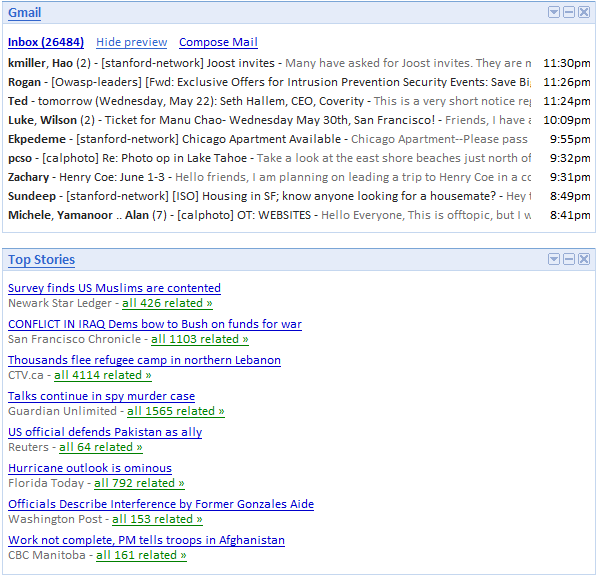 Gmail
Inbox (26484) Hide preview Compose Mail
kmiller, Hao (2) - [stanford-network] Joost invites - Many have asked for Joost invites. They are n 11:30pm
Rogan - [Owasp-leaders] [Fwd: Exclusive Offers for Intrusion Prevention Security Events: Save Big 11:26pm
Ted - tomorrow (Wednesday, May 22): Seth Hallem, CEO, Coverity - This is a very short notice reg 11:24pm
Luke, Wilson (2) - Ticket for Manu Chao- Wednesday May 30th, San Francisco! - Friends, I have a 10:09pm
Ekpedeme - [stanford-network] Chicago Apartment Available - Chicago Apartment--Please pass 9:55pm
pcso - [calphoto] Re: Photo op in Lake Tahoe - Take a look at the east shore beaches just north of 9:32pm
Zachary - Henry Coe: June 1-3 - Hello friends, I am planning on leading a trip to Henry Coe in a co 9:31pm
Sundeep - [stanford-network] [ISO] Housing in SF; know anyone looking for a housemate? - Hey t 8:49pm
Michele, Yamanoor .. Alan (7) - [calphoto] OT: WEBSITES - Hello Everyone, This is offtopic, but I w 8:41pm
Top Stories
Survey finds US Muslims are contented
Newark Star Ledger - all 426 related »
CONFLICT IN IRAQ Dems bow to Bush on funds for war
San Francisco Chronicle - all 1103 related »
Thousands flee refugee camp in northern Lebanon
CTV.ca - all 4114 related »
Talks continue in spy murder case
Guardian Unlimited - all 1565 related »
US official defends Pakistan as ally
Reuters - all 64 related »
Hurricane outlook is ominous
Florida Today - all 792 related »
Officials Describe Interference by Former Gonzales Aide
Washington Post - all 153 related »
Work not complete, PM tells troops in Afghanistan
CBC Manitoba - all 161 related »